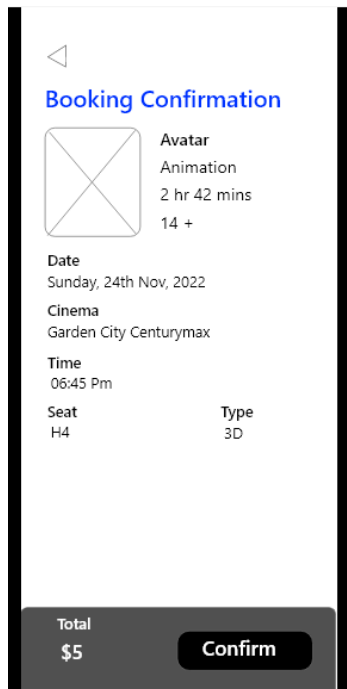 Booking Confirmation
Avatar
Animation
2 hr 42 mins
14 +
Date
Sunday, 24th Nov, 2022
Cinema
Garden City Centurymax
Time
06:45 Pm
Seat Type
H4 3D
Total
$5 Confirm